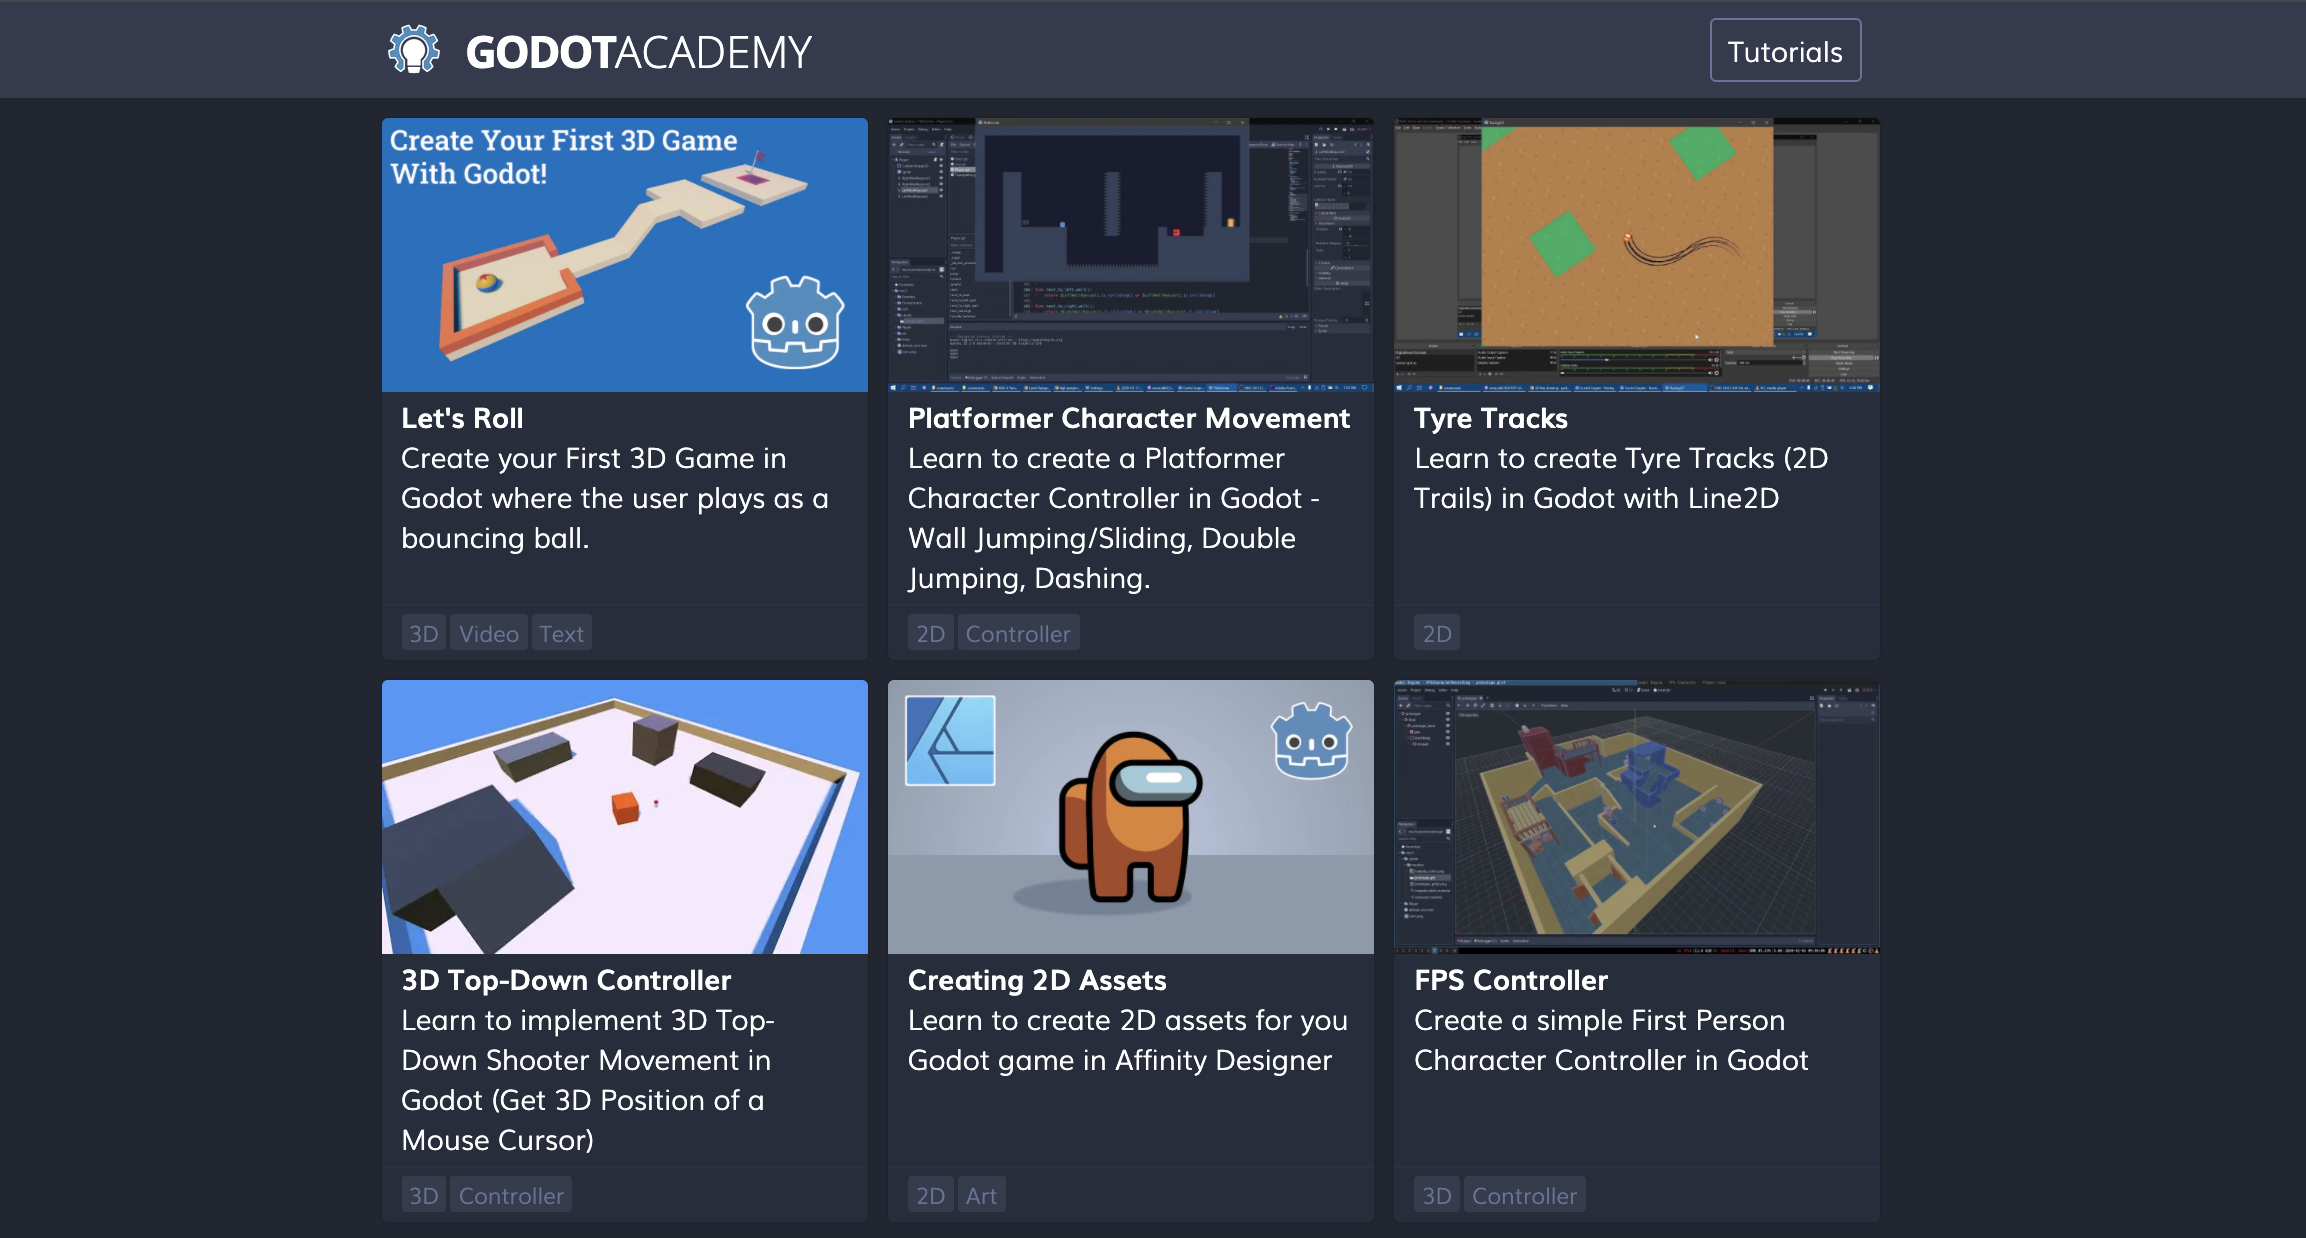 GODOTACADEMY
Tutorials
Create Your First 3D Game
With Godot!
Let's Roll
Create your First 3D Game in
Godot where the user plays as a
bouncing ball.
3D Video Text
Platformer Character Movement
Learn to create a Platformer
Character Controller in Godot -
Wall Jumping/Sliding, Double
Jumping, Dashing.
2D Controller
Tyre Tracks
Learn to create Tyre Tracks (2D
Trails) in Godot with Line2D
2D
3D Top-Down Controller
Learn to implement 3D Top-
Down Shooter Movement in
Godot (Get 3D Position of a
Mouse Cursor)
3D Controller
Creating 2D Assets
Learn to create 2D assets for you
Godot game in Affinity Designer
2D Art
FPS Controller
Create a simple First Person
Character Controller in Godot
3D Controller